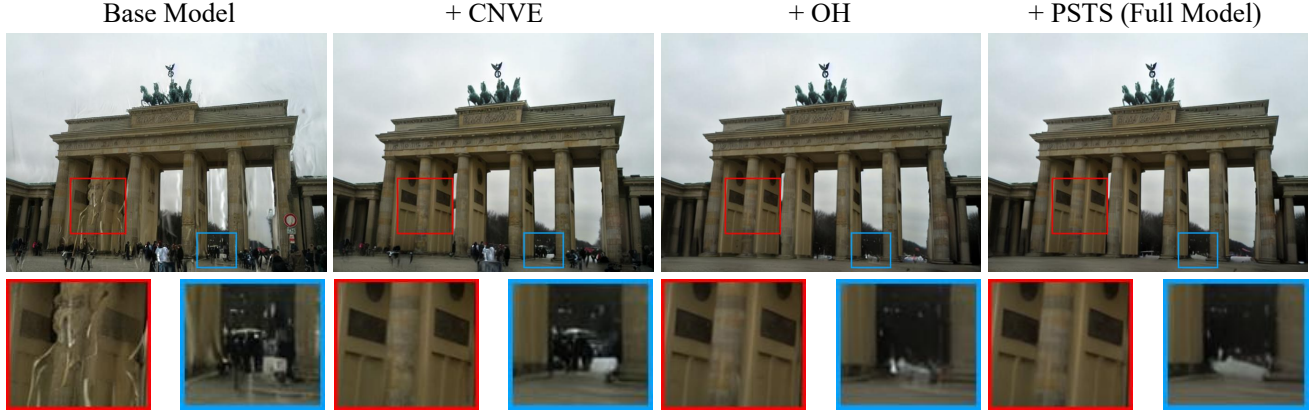 Base Model
+ CNVE
+ OH
+ PSTS (Full Model)